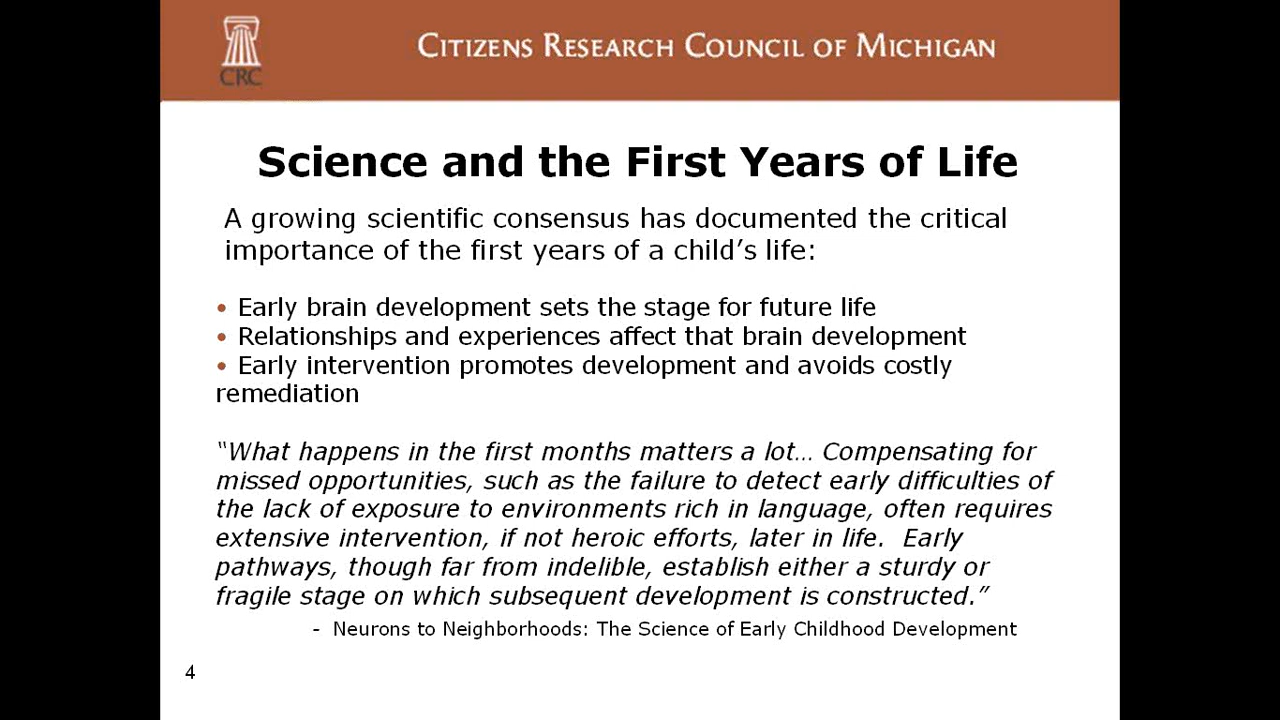 CRC
CITIZENS RESEARCH COUNCIL OF MICHIGAN
Science and the First Years of Life
A growing scientific consensus has documented the critical
importance of the first years of a child’s life:
• Early brain development sets the stage for future life
• Relationships and experiences affect that brain development
• Early intervention promotes development and avoids costly
remediation
“What happens in the first months matters a lot… Compensating for
missed opportunities, such as the failure to detect early difficulties of
the lack of exposure to environments rich in language, often requires
extensive intervention, if not heroic efforts, later in life.  Early
pathways, though far from indelible, establish either a sturdy or
fragile stage on which subsequent development is constructed.”
- Neurons to Neighborhoods: The Science of Early Childhood Development
4